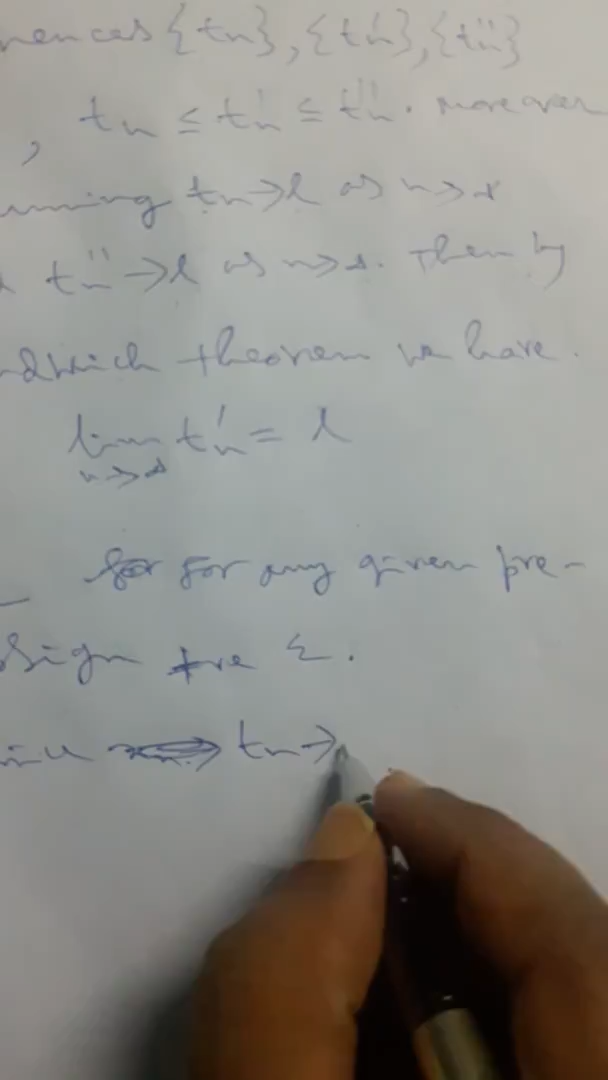 {tn}, {t'n}, {t''n}
, tn ≤ t'n ≤ t''n. moreover
tn → l as n → ∝
t''n → l as n → ∝. Then by
theorem we have.
lim t'n = l
n → ∝
for any given pre-
sign +ve ε.
tn →